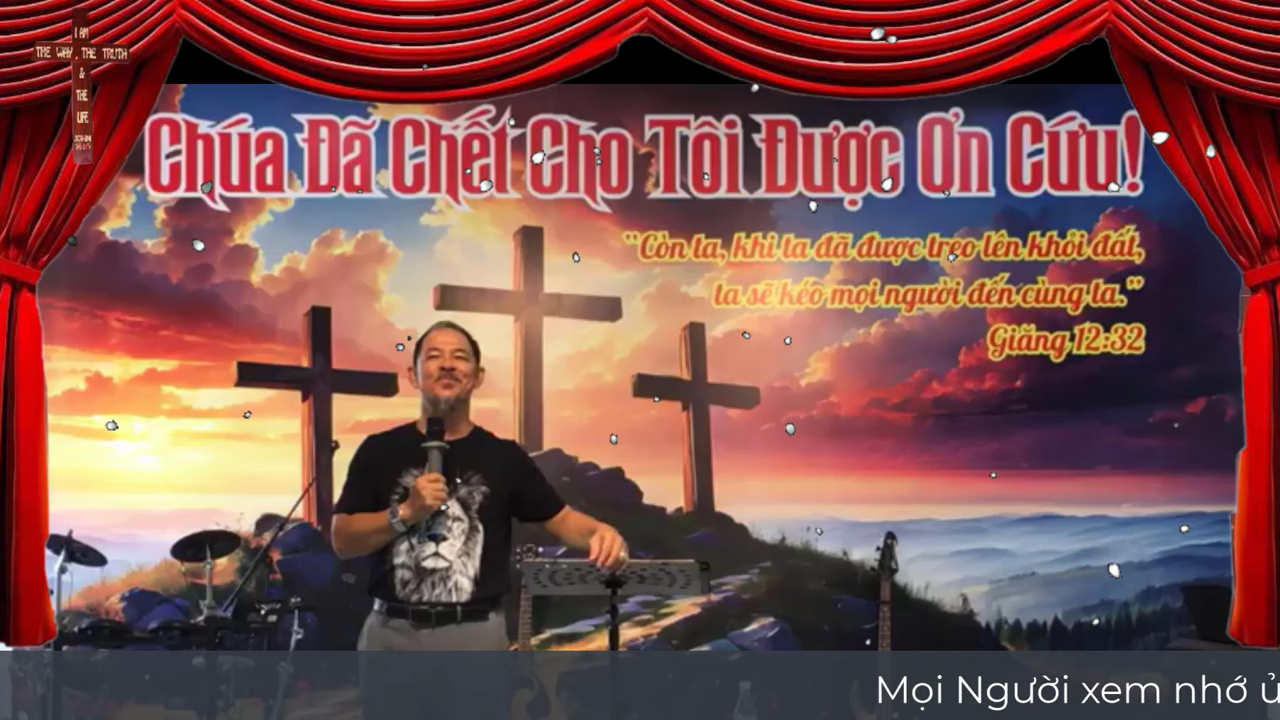 I AM
THE WAY, THE TRUTH
&
THE
LIFE
Chúa Đã Chết Cho Tôi Được Ơn Cứu!
"Còn ta, khi ta đã được treo lên khỏi đất,
ta sẽ kéo mọi người đến cùng ta."
Giăng 12:32
Mọi Người xem nhớ ủ